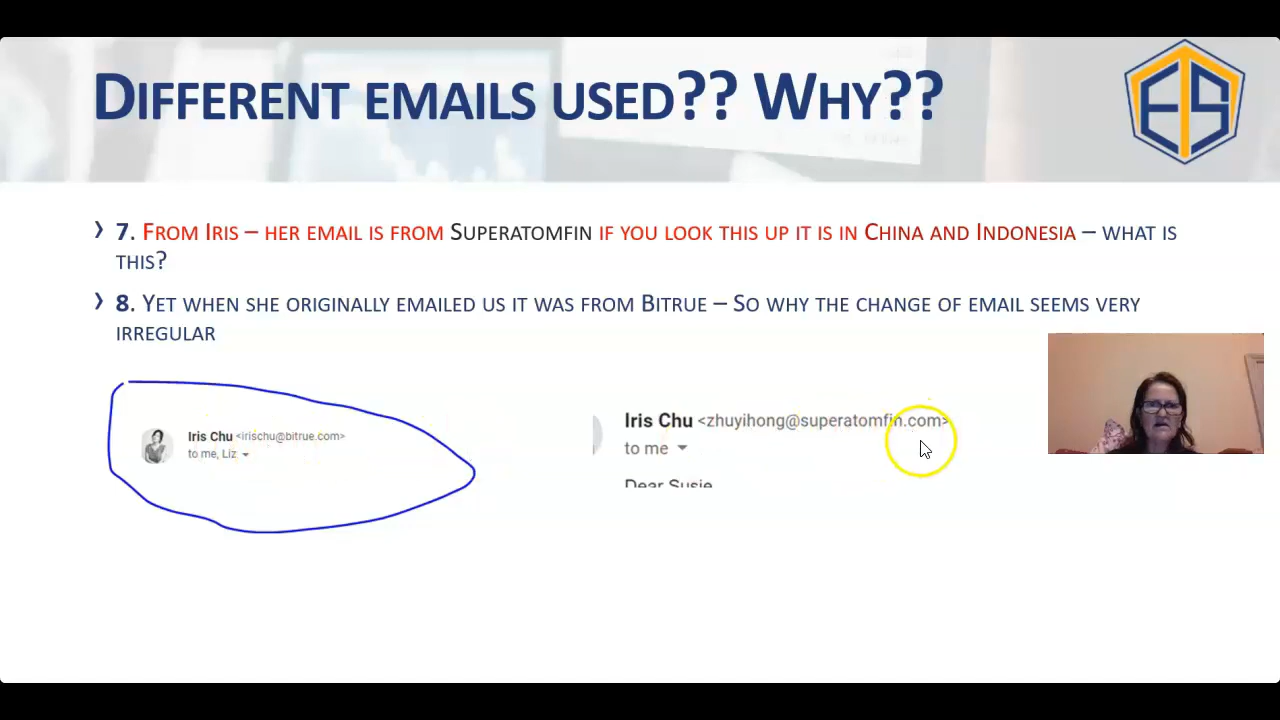 DIFFERENT EMAILS USED?? WHY??
› 7. FROM IRIS – HER EMAIL IS FROM SUPERATOMFIN IF YOU LOOK THIS UP IT IS IN CHINA AND INDONESIA – WHAT IS
THIS?
› 8. YET WHEN SHE ORIGINALLY EMAILED US IT WAS FROM BITRUE – SO WHY THE CHANGE OF EMAIL SEEMS VERY
IRREGULAR
Iris Chu <irischu@bitrue.com>
to me, Liz
Iris Chu <zhuyihong@superatomfin.com>
to me
Dear Susie